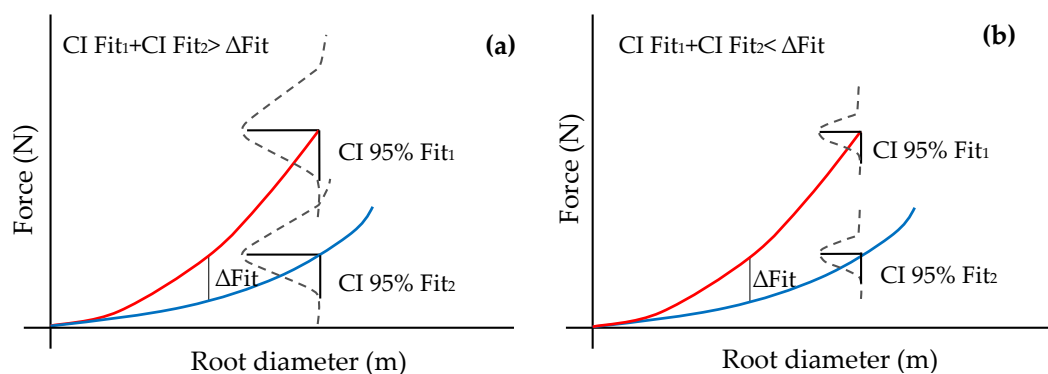 CI Fit₁+CI Fit₂> ΔFit
(a)
Force (N)
CI 95% Fit₁
ΔFit
CI 95% Fit₂
Root diameter (m)
CI Fit₁+CI Fit₂< ΔFit
(b)
Force (N)
CI 95% Fit₁
ΔFit
CI 95% Fit₂
Root diameter (m)